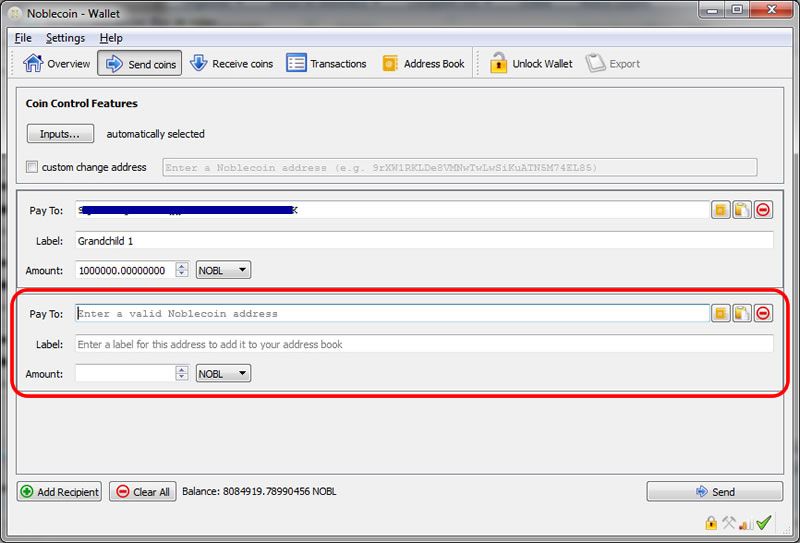 Noblecoin - Wallet
File Settings Help
Overview Send coins Receive coins Transactions Address Book Unlock Wallet Export
Coin Control Features
Inputs... automatically selected
custom change address Enter a Noblecoin address (e.g. 9rXW1RKLDe8VMNwTwLwSiKuATN5M74EL85)
Pay To: K
Label: Grandchild 1
Amount: 1000000.00000000 NOBL
Pay To: Enter a valid Noblecoin address
Label: Enter a label for this address to add it to your address book
Amount: NOBL
Add Recipient Clear All Balance: 8084919.78990456 NOBL Send